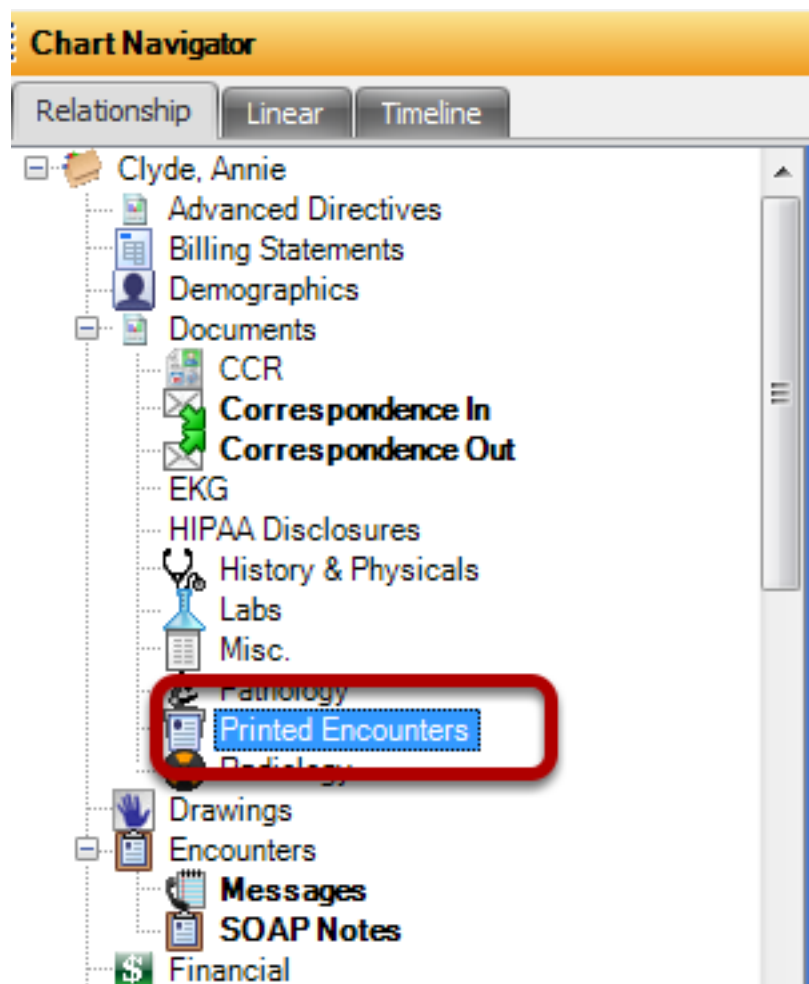 Chart Navigator
Relationship Linear Timeline
Clyde, Annie
Advanced Directives
Billing Statements
Demographics
Documents
CCR
Correspondence In
Correspondence Out
EKG
HIPAA Disclosures
History & Physicals
Labs
Misc.
Pathology
Printed Encounters
Radiology
Drawings
Encounters
Messages
SOAP Notes
$ Financial